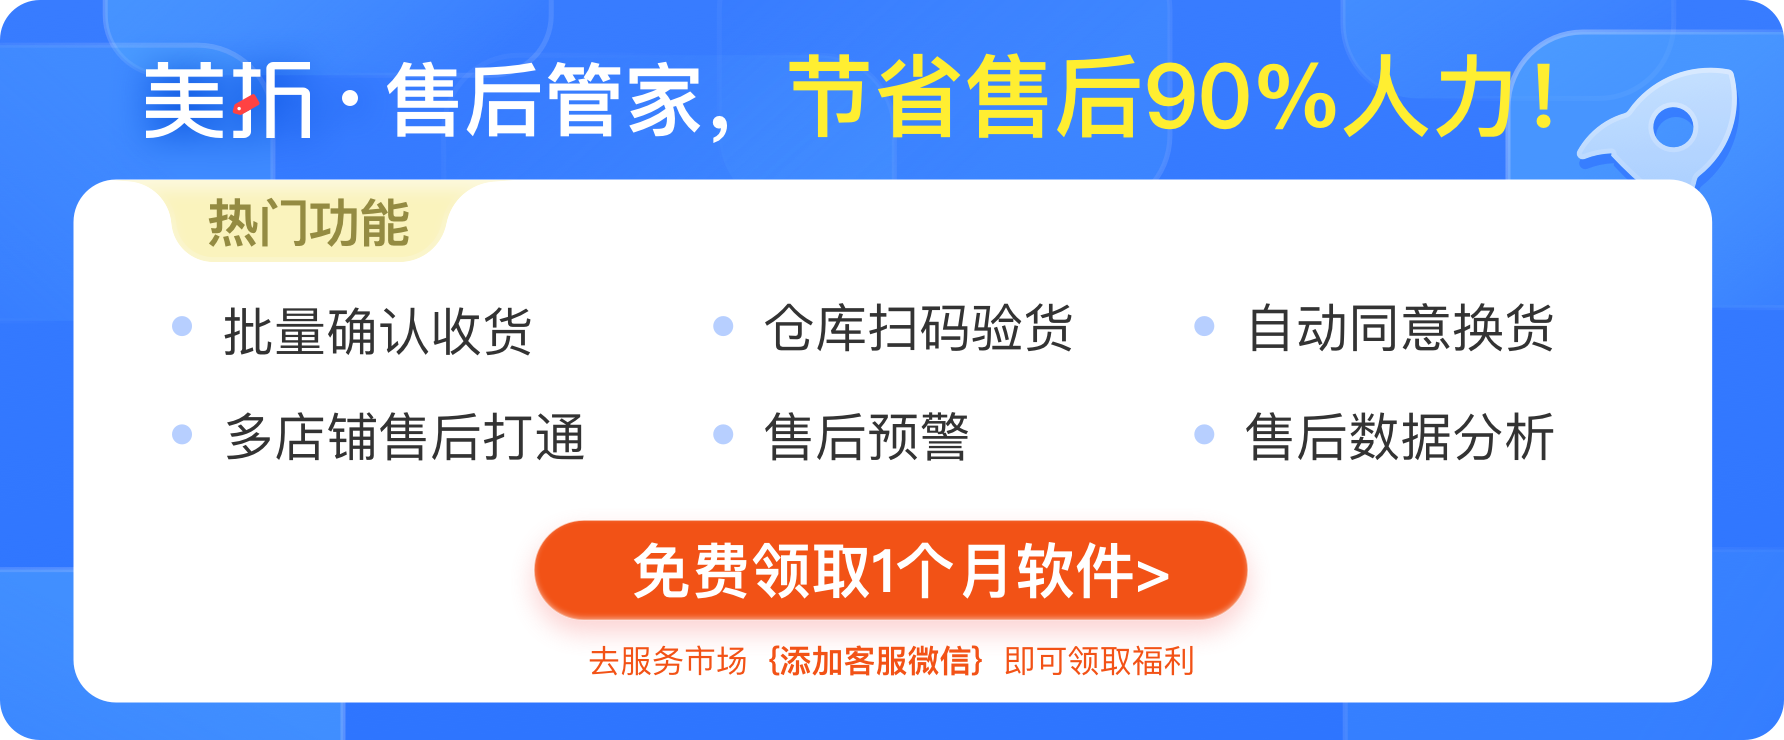 美折·售后管家，节省售后90%人力！
热门功能
批量确认收货 仓库扫码验货 自动同意换货
多店铺售后打通 售后预警 售后数据分析
免费领取1个月软件>
去服务市场 {添加客服微信} 即可领取福利